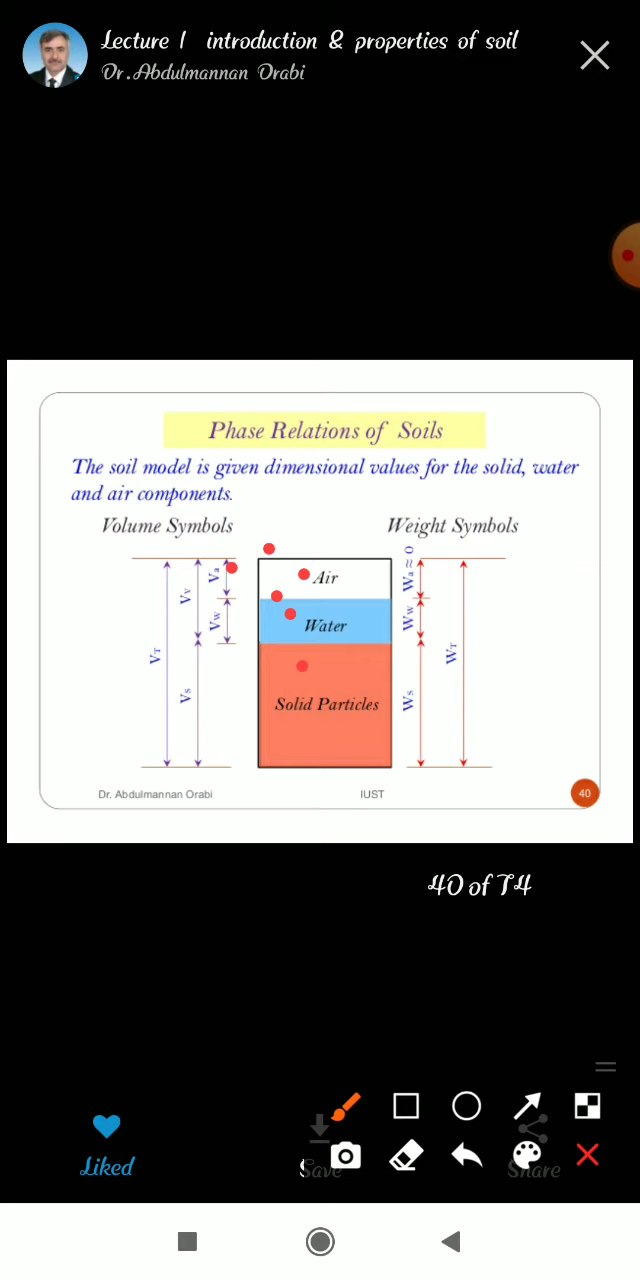 Lecture 1 introduction & properties of soil
Dr.Abdulmannan Orabi
Phase Relations of Soils
The soil model is given dimensional values for the solid, water
and air components.
Volume Symbols
Weight Symbols
Va
Vv
Vw
VT
Vs
Air
Water
Solid Particles
Wa ≈ 0
Ww
WT
Ws
Dr. Abdulmannan Orabi
IUST
40
40 of 74
Liked
Save
Share